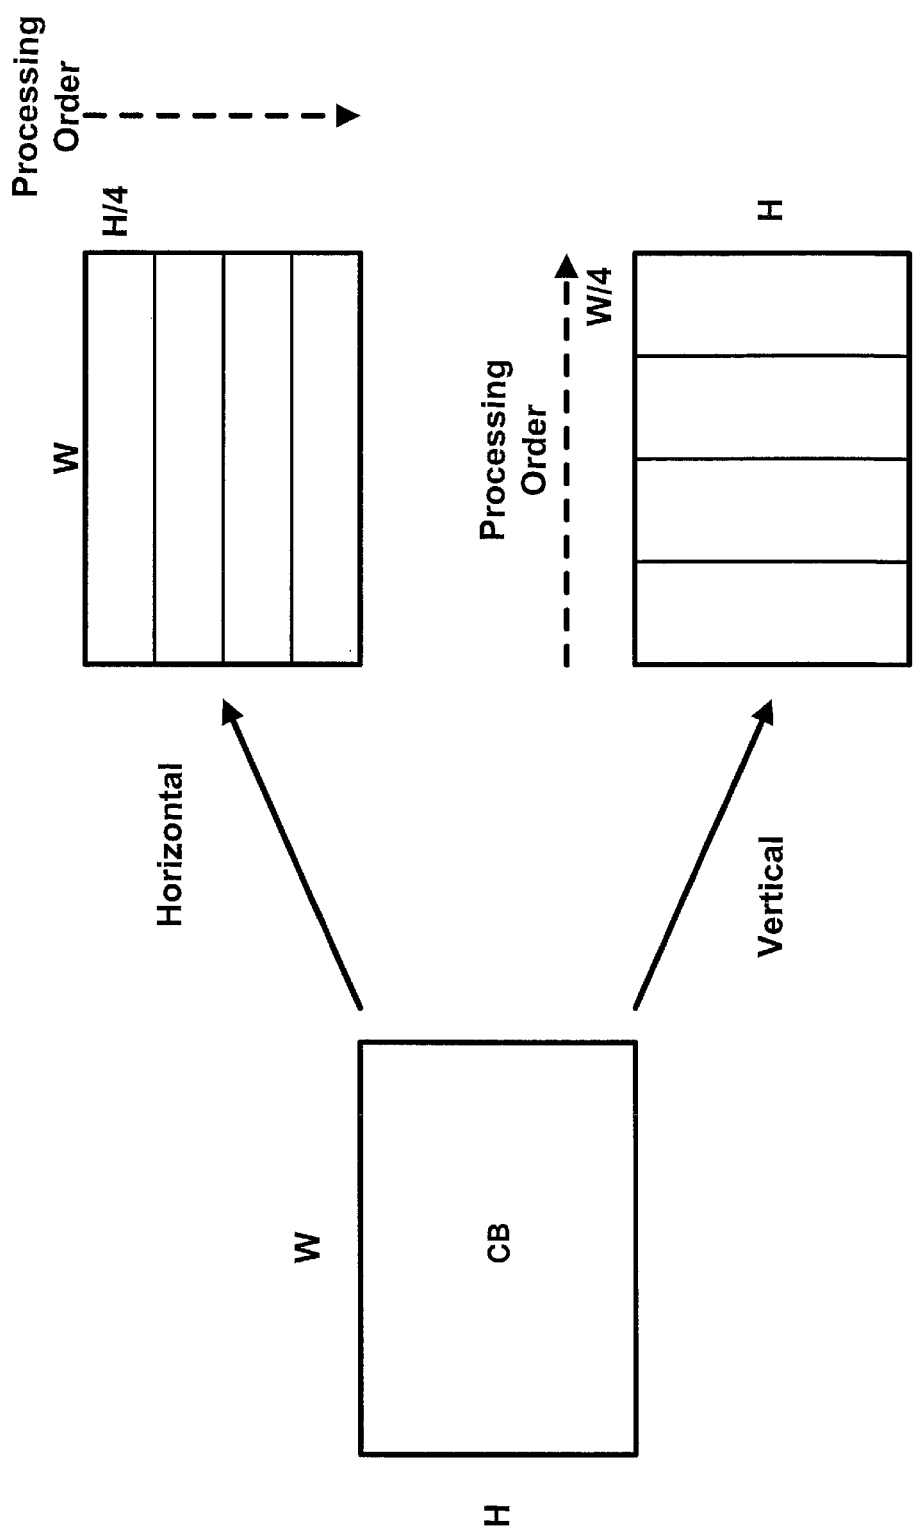 Processing
Order
W
H/4
Horizontal
W
H
CB
Processing
Order
W/4
Vertical
H